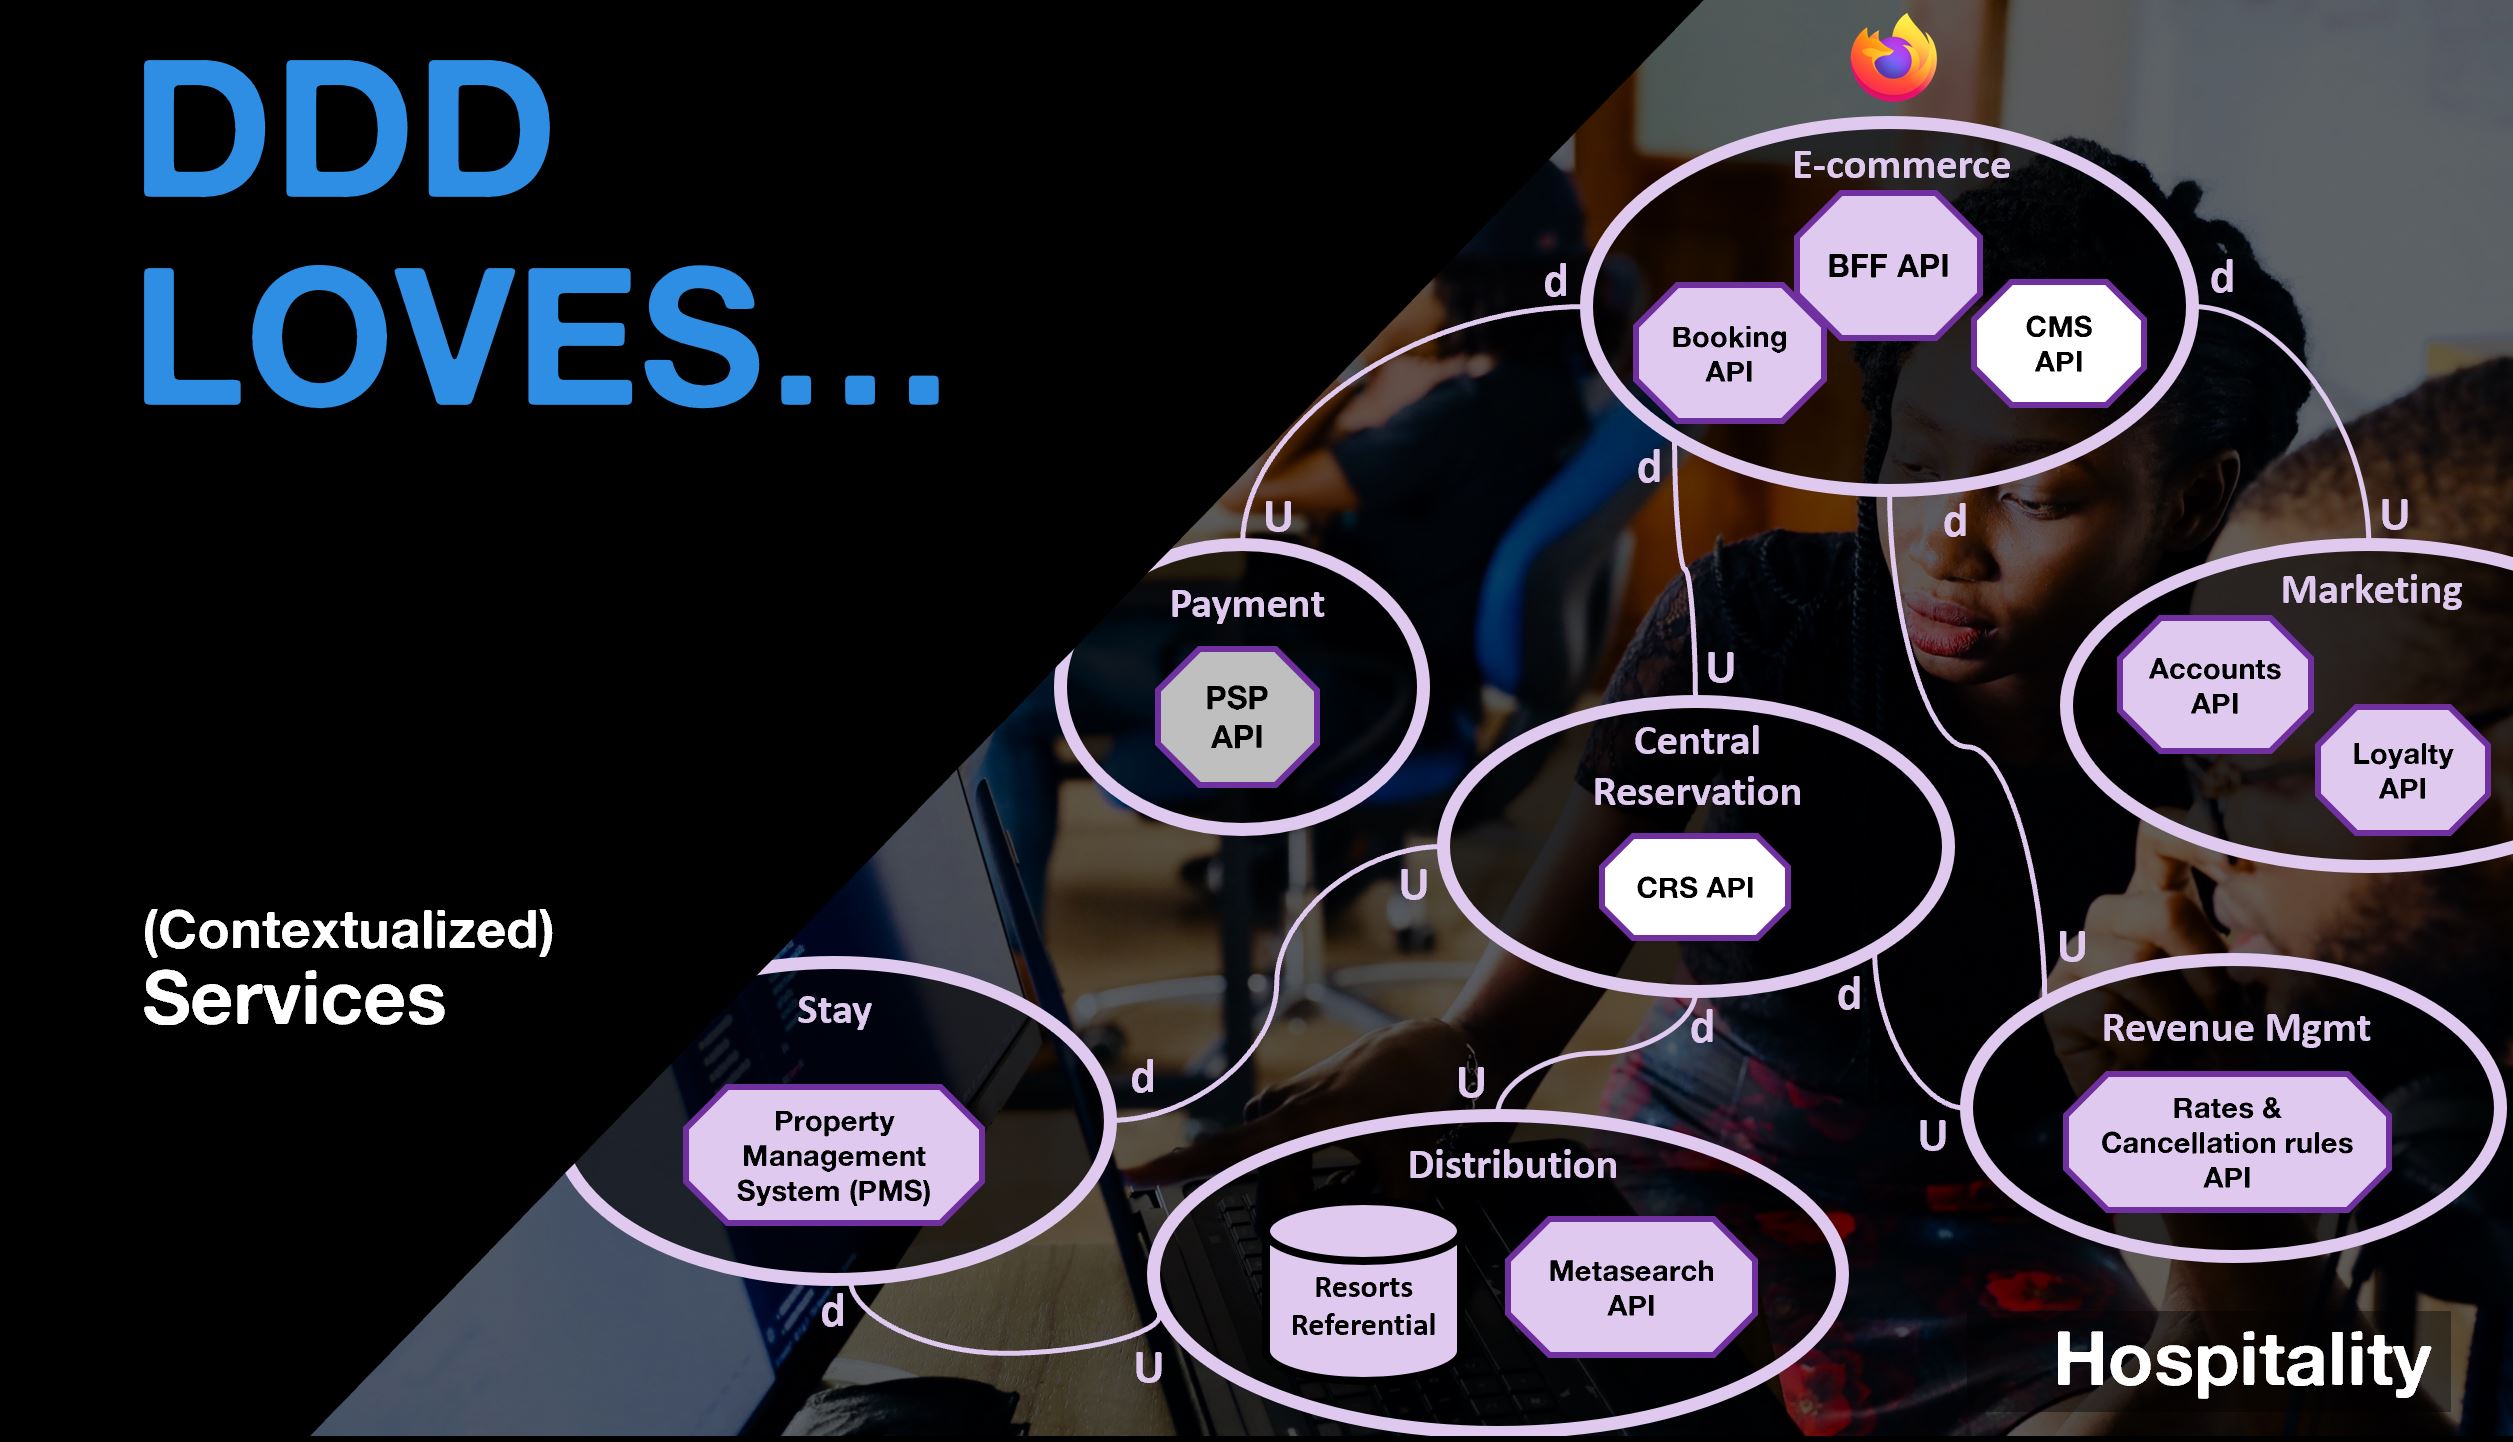 DDD
LOVES...
(Contextualized)
Services
E-commerce
BFF API
Booking
API
CMS
API
d
d
d
d
U
U
U
U
Payment
PSP
API
Central
Reservation
CRS API
Marketing
Accounts
API
Loyalty
API
U
d
d
d
U
U
Stay
Property
Management
System (PMS)
Distribution
Resorts
Referential
Metasearch
API
Revenue Mgmt
Rates &
Cancellation rules
API
d
U
Hospitality